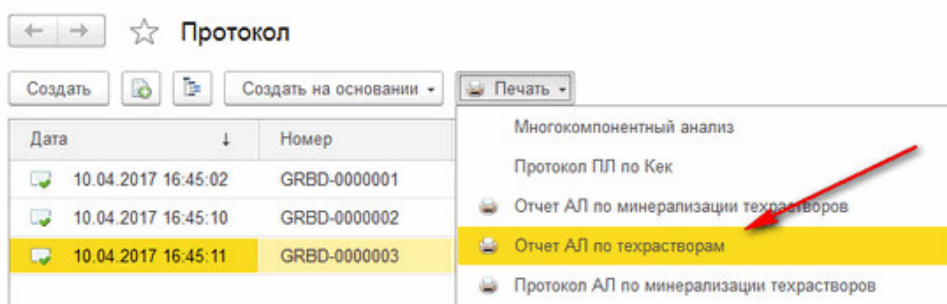 Протокол
Создать Создать на основании Печать
Дата Номер
10.04.2017 16:45:02 GRBD-0000001
10.04.2017 16:45:10 GRBD-0000002
10.04.2017 16:45:11 GRBD-0000003
Многокомпонентный анализ
Протокол ПЛ по Кек
Отчет АЛ по минерализации техрастворов
Отчет АЛ по техрастворам
Протокол АЛ по минерализации техрастворов